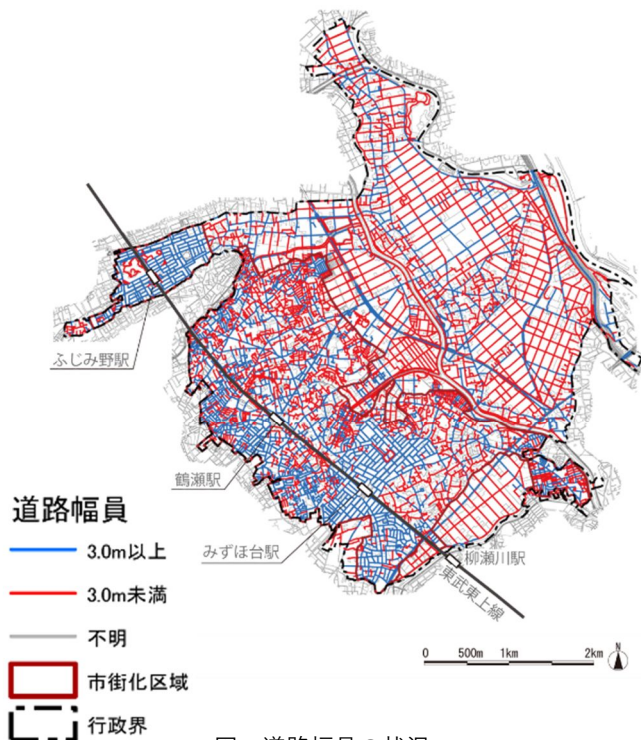 ふじみ野駅
鶴瀬駅
みずほ台駅
柳瀬川駅
東武東上線
道路幅員
3.0m以上
3.0m未満
不明
市街化区域
行政界
0 500m 1km 2km
N